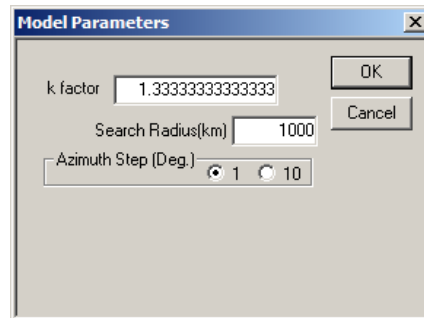 Model Parameters
k factor 1.33333333333333
OK
Search Radius(km) 1000
Cancel
Azimuth Step (Deg.) 1 10